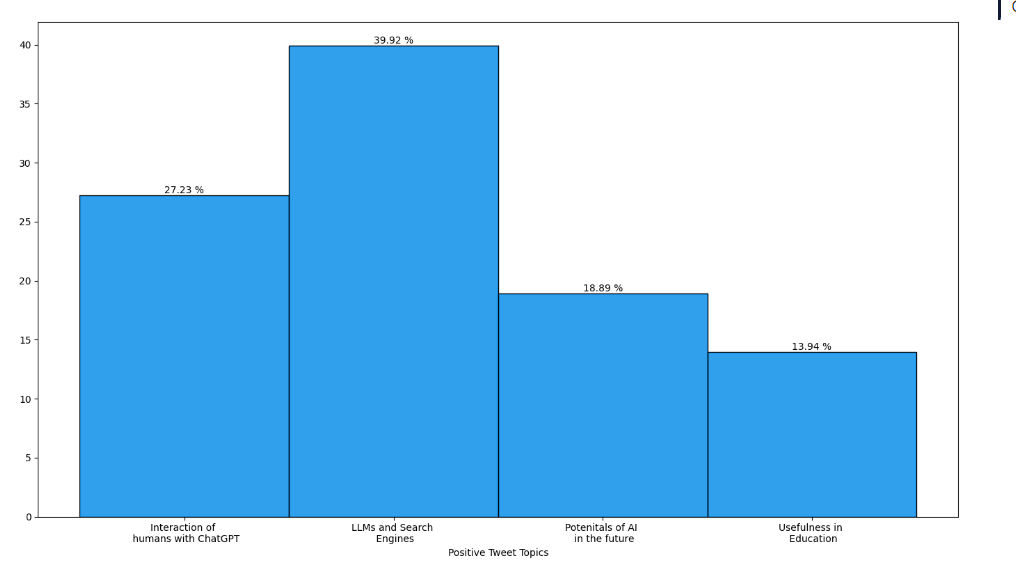 40
35
30
25
20
15
10
5
0
39.92 %
27.23 %
18.89 %
13.94 %
Interaction of
humans with ChatGPT
LLMs and Search
Engines
Potenitals of AI
in the future
Usefulness in
Education
Positive Tweet Topics